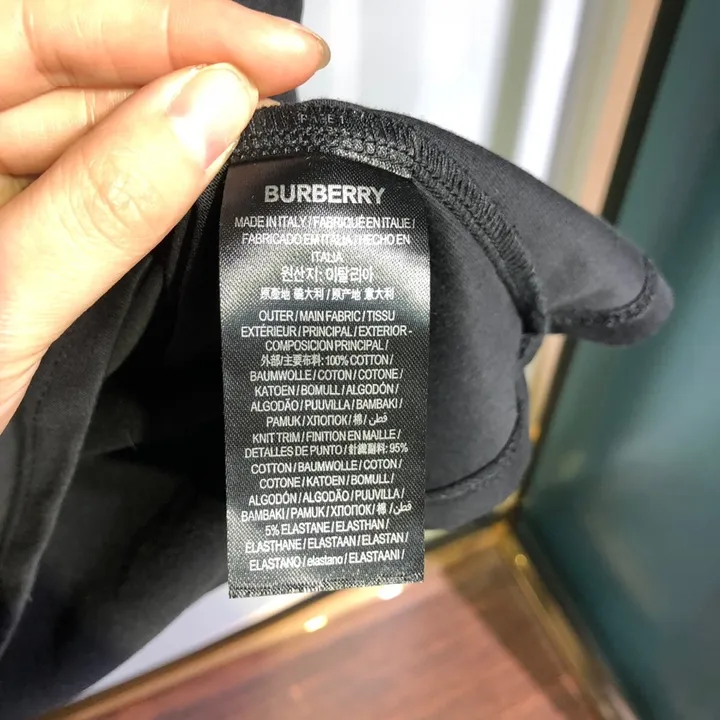 BURBERRY
MADE IN ITALY / FABRIQUÉ EN ITALIE /
FABRICADO EM ITALIA / HECHO EN
ITALIA
원산지: 이탈리아
原產地 義大利 / 原产地 意大利
OUTER / MAIN FABRIC / TISSU
EXTÉRIEUR / PRINCIPAL / EXTERIOR -
COMPOSICION PRINCIPAL /
外部/主要布料: 100% COTTON /
BAUMWOLLE / COTON / COTONE /
KATOEN / BOMULL / ALGODÓN /
ALGODÃO / PUUVILLA / BAMBAKI /
PAMUK / ХЛОПОК / 棉 / قطن /
KNIT TRIM / FINITION EN MAILLE /
DETALLES DE PUNTO / 針織副料: 95%
COTTON / BAUMWOLLE / COTON /
COTONE / KATOEN / BOMULL /
ALGODÓN / ALGODÃO / PUUVILLA /
BAMBAKI / PAMUK / ХЛОПОК / 棉 / قطن /
5% ELASTANE / ELASTHAN /
ÉLASTHANNE / ELASTAAN / ELASTAN /
ELASTANO / elastano / ELASTAANI /